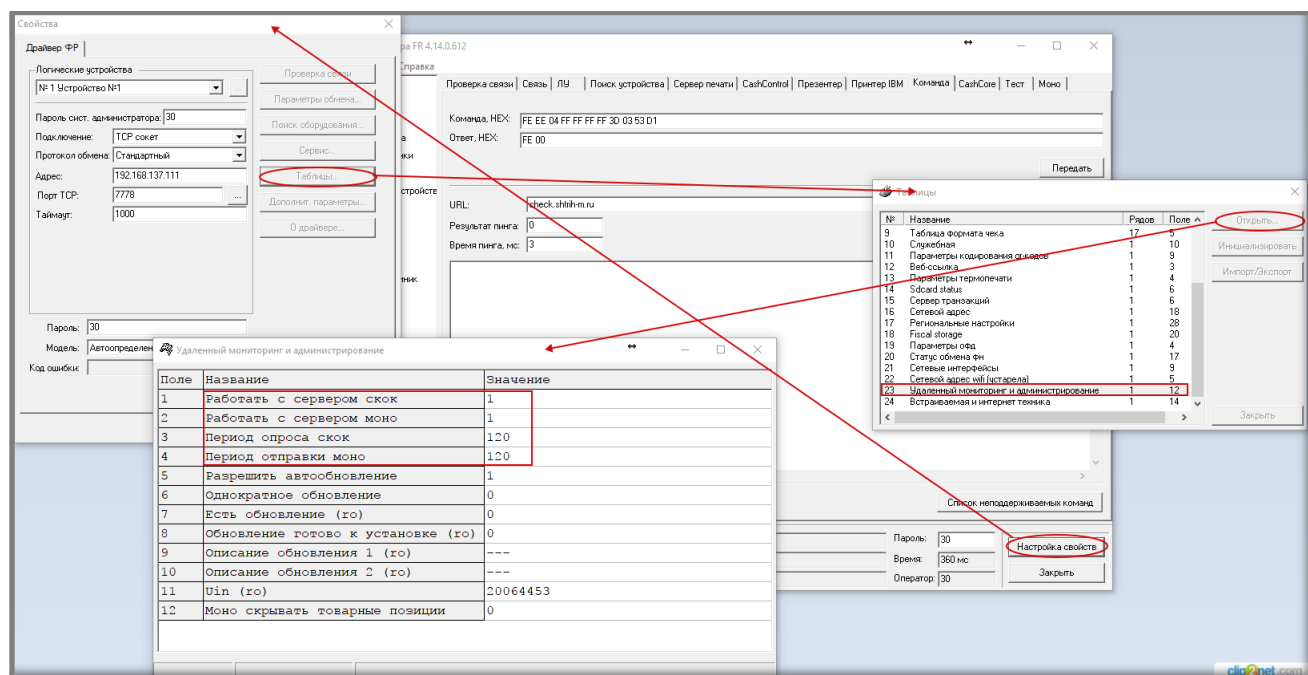 Свойства
Драйвер ФР
Логические устройства
№ 1 Устройство №1
...
Пароль сист. администратора: 30
Подключение: TCP сокет
Протокол обмена: Стандартный
Адрес: 192.168.137.111
Порт TCP: 7778
...
Таймаут: 1000
Проверка связи
Параметры обмена...
Поиск оборудования...
Сервис...
Таблицы...
Дополнит. параметры...
О драйвере...
Пароль: 30
Модель: Автоопределен
Код ошибки:
ра FR 4.14.0.612
Справка
Проверка связи Связь ЛУ Поиск устройства Сервер печати CashControl Презентер Принтер IBM Команда CashCore Тест Моно
Команда, HEX: FE EE 04 FF FF FF FF 3D 03 53 D1
Ответ, HEX: FE 00
Передать
URL: check.shtrih-m.ru
Результат пинга: 0
Время пинга, мс: 3
Список неподдерживаемых команд
Пароль: 30
Время: 360 мс
Оператор: 30
Настройка свойств
Закрыть
Таблицы
№ Название Рядов Поле
9 Таблица формата чека 17 5
10 Служебная 1 10
11 Параметры кодирования qr-кодов 1 9
12 Веб-ссылка 1 3
13 Параметры термопечати 1 4
14 Sdcard status 1 6
15 Сервер транзакций 1 6
16 Сетевой адрес 1 18
17 Региональные настройки 1 28
18 Fiscal storage 1 20
19 Параметры офд 1 4
20 Статус обмена фн 1 17
21 Сетевые интерфейсы 1 9
22 Сетевой адрес wifi (устарела) 1 5
23 Удаленный мониторинг и администрирование 1 12
24 Встраиваемая и интернет техника 1 14
Открыть...
Инициализировать
Импорт/Экспорт
Закрыть
Удаленный мониторинг и администрирование
Поле Название Значение
1 Работать с сервером скок 1
2 Работать с сервером моно 1
3 Период опроса скок 120
4 Период отправки моно 120
5 Разрешить автообновление 1
6 Однократное обновление 0
7 Есть обновление (ro) 0
8 Обновление готово к установке (ro) 0
9 Описание обновления 1 (ro) ---
10 Описание обновления 2 (ro) ---
11 Uin (ro) 20064453
12 Моно скрывать товарные позиции 0
clip2net.com